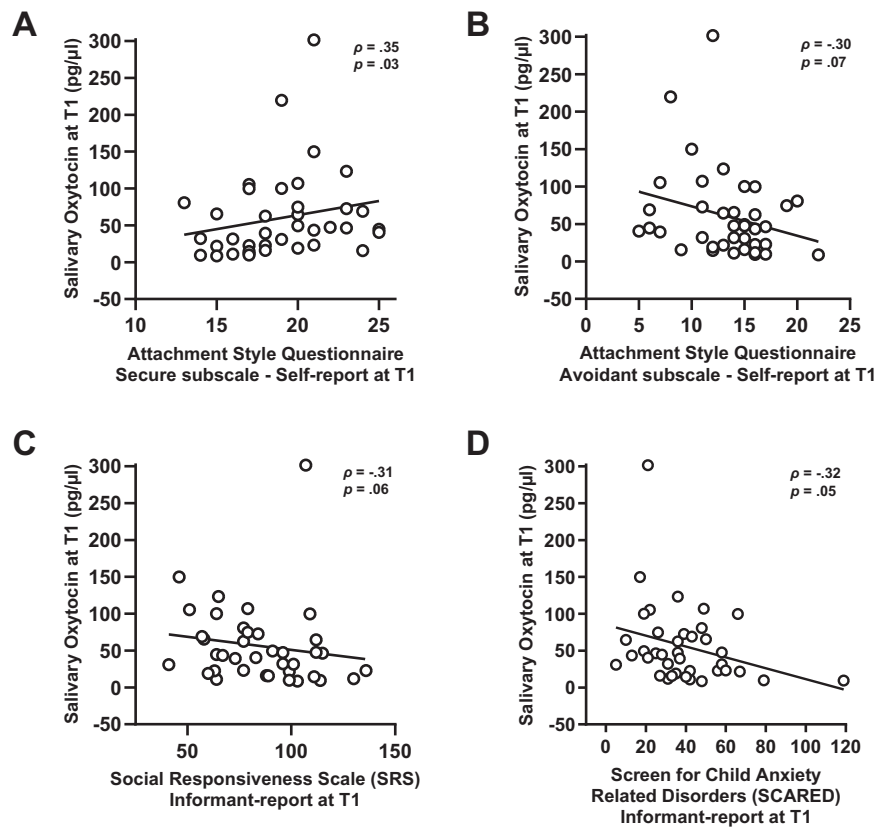 A
Salivary Oxytocin at T1 (pg/µl)
300
250
200
150
100
50
0
-50
10
15
20
25
ρ = .35
p = .03
Attachment Style Questionnaire
Secure subscale - Self-report at T1
B
Salivary Oxytocin at T1 (pg/µl)
300
250
200
150
100
50
0
-50
0
5
10
15
20
25
ρ = -.30
p = .07
Attachment Style Questionnaire
Avoidant subscale - Self-report at T1
C
Salivary Oxytocin at T1 (pg/µl)
300
250
200
150
100
50
0
-50
50
100
150
ρ = -.31
p = .06
Social Responsiveness Scale (SRS)
Informant-report at T1
D
Salivary Oxytocin at T1 (pg/µl)
300
250
200
150
100
50
0
-50
0
20
40
60
80
100
120
ρ = -.32
p = .05
Screen for Child Anxiety
Related Disorders (SCARED)
Informant-report at T1